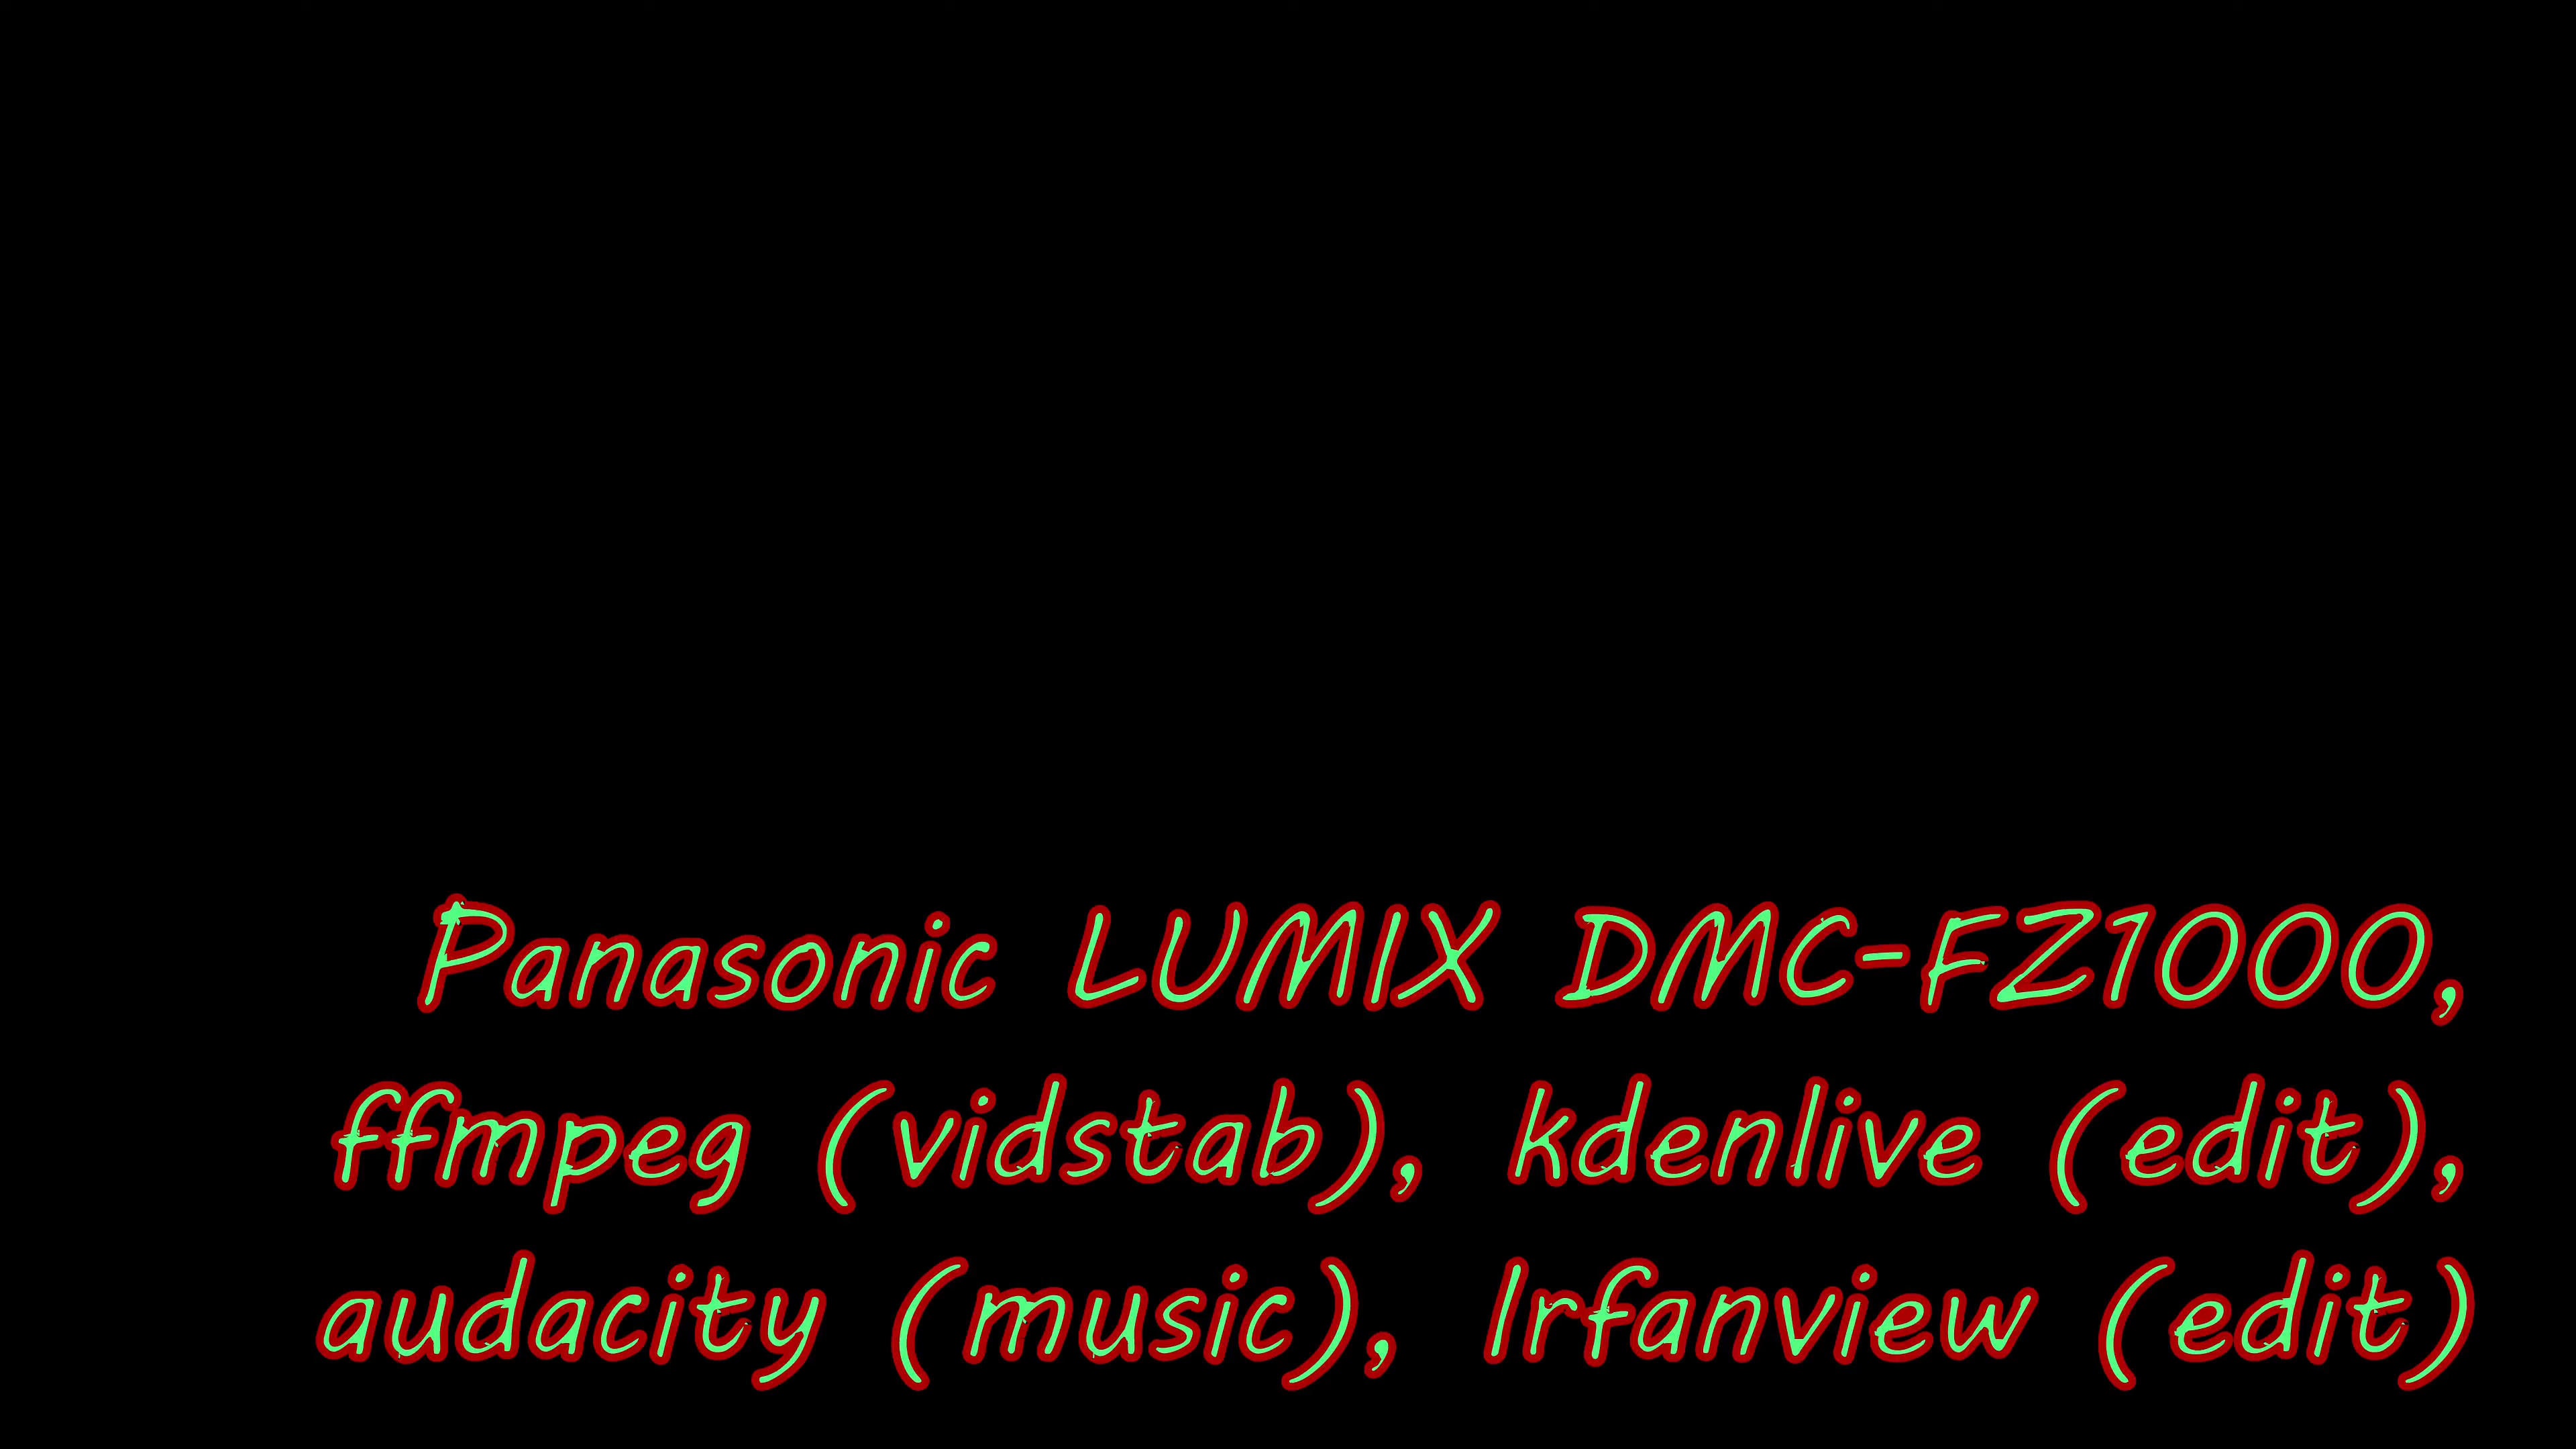 Panasonic LUMIX DMC-FZ1000,
ffmpeg (vidstab), kdenlive (edit),
audacity (music), Irfanview (edit)